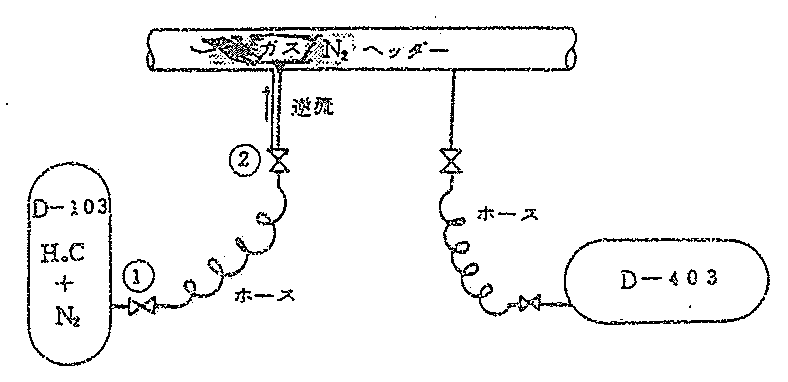 ガス N₂ ヘッダー
逆流
②
D-103
H.C
+
N₂
①
ホース
ホース
D-403